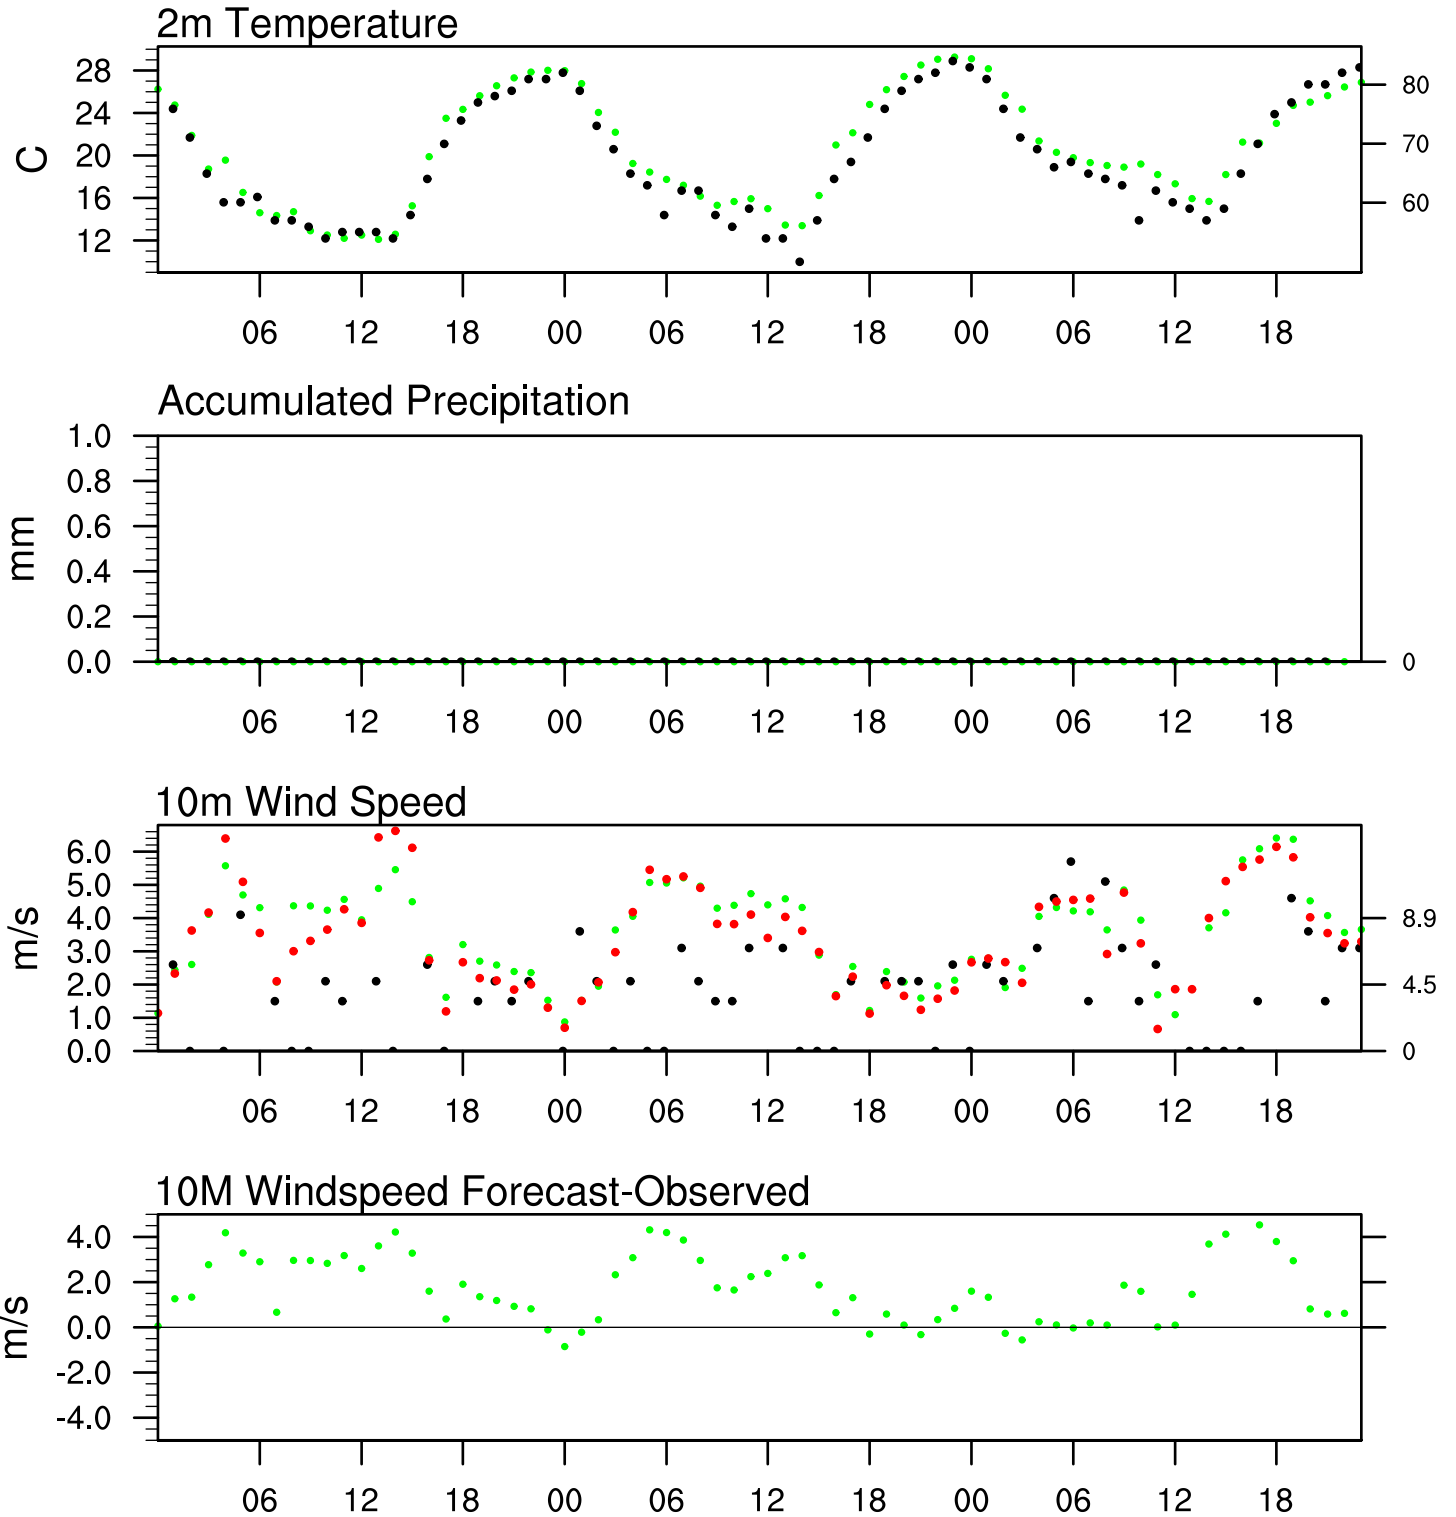 2m Temperature
28
24
20
16
12
C
80
70
60
06 12 18 00 06 12 18 00 06 12 18
Accumulated Precipitation
1.0
0.8
0.6
0.4
0.2
0.0
mm
0
06 12 18 00 06 12 18 00 06 12 18
10m Wind Speed
6.0
5.0
4.0
3.0
2.0
1.0
0.0
m/s
8.9
4.5
0
06 12 18 00 06 12 18 00 06 12 18
10M Windspeed Forecast-Observed
4.0
2.0
0.0
-2.0
-4.0
m/s
06 12 18 00 06 12 18 00 06 12 18